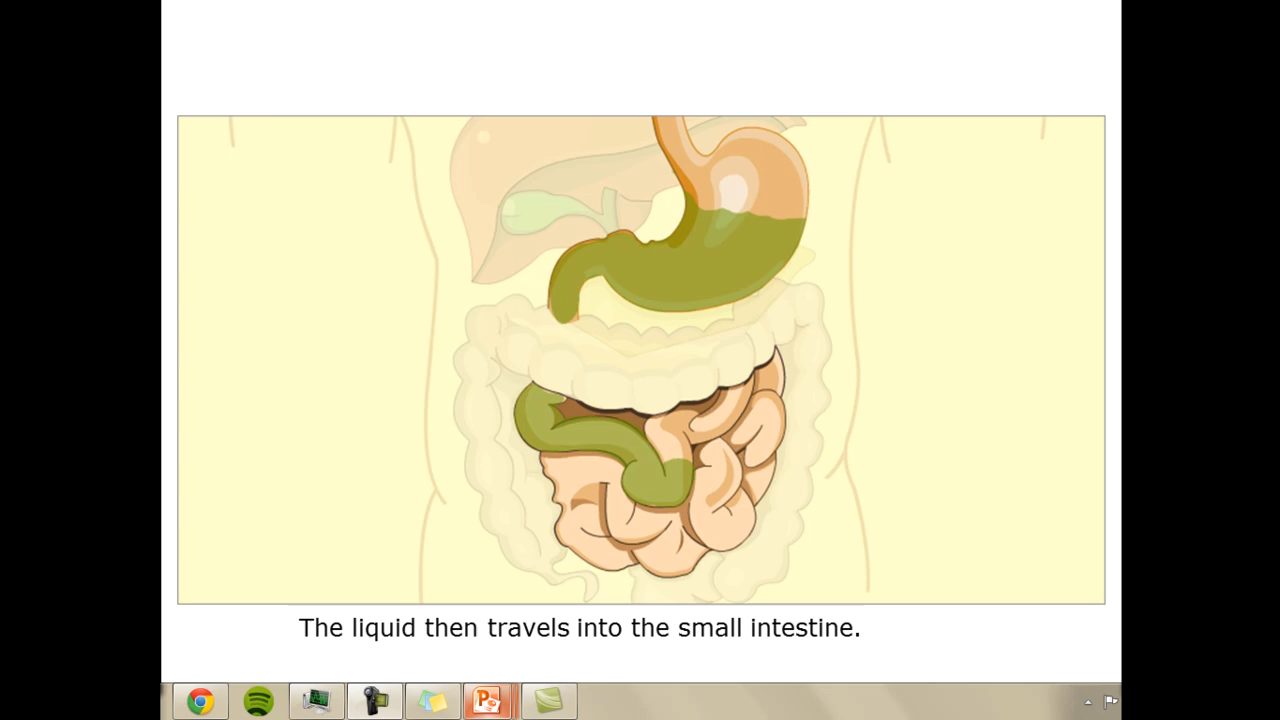 The liquid then travels into the small intestine.